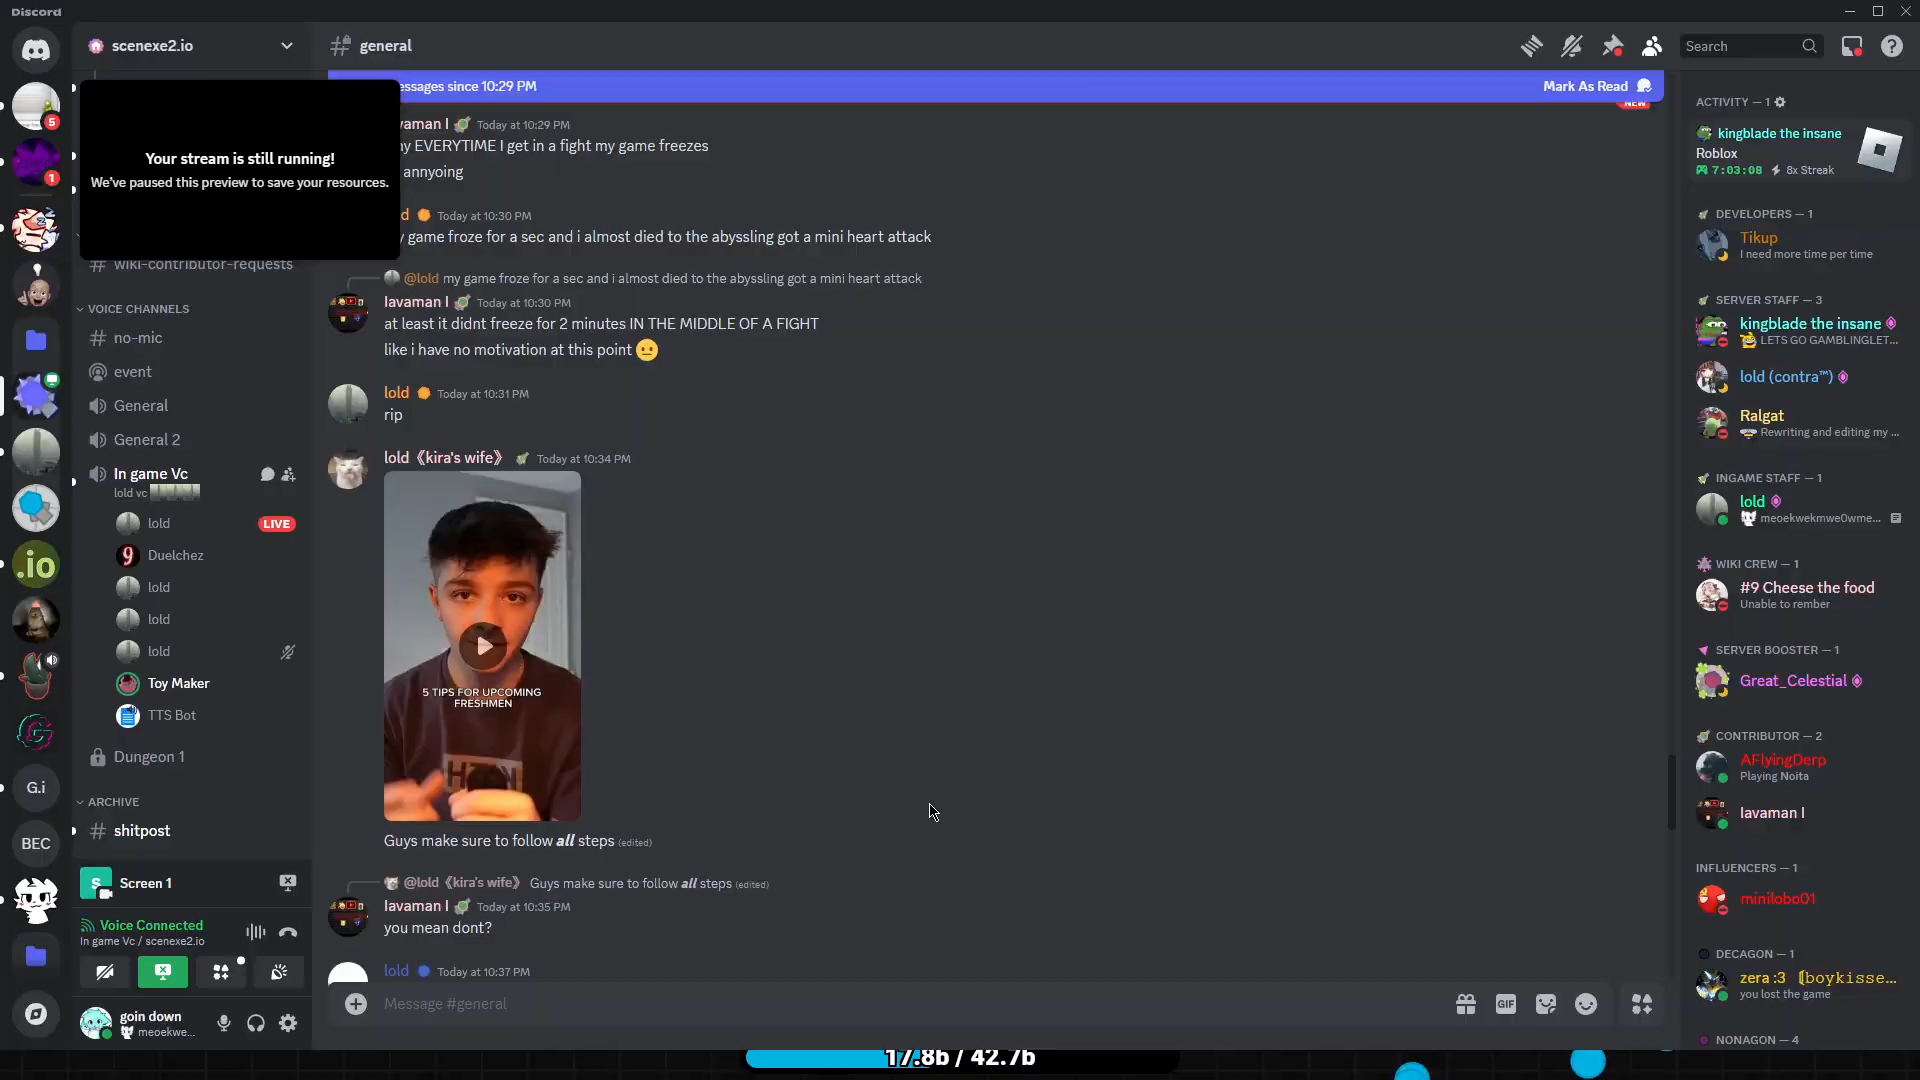 Discord
scenexe2.io
general
Search
essages since 10:29 PM
Mark As Read
NEW
Your stream is still running!
We've paused this preview to save your resources.
wiki-contributor-requests
VOICE CHANNELS
no-mic
event
General
General 2
In game Vc
lold vc
lold
LIVE
Duelchez
lold
lold
lold
Toy Maker
TTS Bot
Dungeon 1
ARCHIVE
shitpost
5
1
.io
G.i
BEC
Screen 1
Voice Connected
In game Vc / scenexe2.io
goin down
meoekwe...
vaman I Today at 10:29 PM
y EVERYTIME I get in a fight my game freezes
annyoing
d Today at 10:30 PM
y game froze for a sec and i almost died to the abyssling got a mini heart attack
@lold my game froze for a sec and i almost died to the abyssling got a mini heart attack
lavaman I Today at 10:30 PM
at least it didnt freeze for 2 minutes IN THE MIDDLE OF A FIGHT
like i have no motivation at this point 😐
lold Today at 10:31 PM
rip
lold 《kira's wife》 Today at 10:34 PM
5 TIPS FOR UPCOMING
FRESHMEN
Guys make sure to follow all steps (edited)
@lold 《kira's wife》 Guys make sure to follow all steps (edited)
lavaman I Today at 10:35 PM
you mean dont?
lold Today at 10:37 PM
Message #general
GIF
ACTIVITY — 1
kingblade the insane
Roblox
7:03:08 8x Streak
DEVELOPERS — 1
Tikup
I need more time per time
SERVER STAFF — 3
kingblade the insane
LETS GO GAMBLINGLET...
lold (contra™)
Ralgat
Rewriting and editing my ...
INGAME STAFF — 1
lold
meoekwekmwe0wme...
WIKI CREW — 1
#9 Cheese the food
Unable to rember
SERVER BOOSTER — 1
Great_Celestial
CONTRIBUTOR — 2
AFlyingDerp
Playing Noita
lavaman I
INFLUENCERS — 1
minilobo01
DECAGON — 1
zera :3 〔boykisse...
you lost the game
NONAGON — 4
17.8b / 42.7b